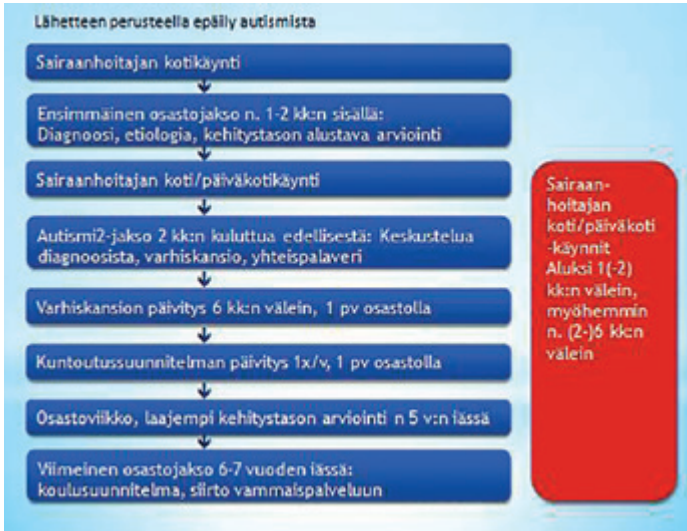 Lähetteen perusteella epäily autismista
Sairaanhoitajan kotikäynti
Ensimmäinen osastojakso n. 1-2 kk:n sisällä:
Diagnoosi, etiologia, kehitystason alustava arviointi
Sairaanhoitajan koti/päiväkotikäynti
Autismi2-jakso 2 kk:n kuluttua edellisestä: Keskustelua
diagnoosista, varhiskansio, yhteispalaveri
Varhiskansion päivitys 6 kk:n välein, 1 pv osastolla
Kuntoutussuunnitelman päivitys 1x/v, 1 pv osastolla
Osastoviikko, laajempi kehitystason arviointi n 5 v:n iässä
Viimeinen osastojakso 6-7 vuoden iässä:
koulusuunnitelma, siirto vammaispalveluun
Sairaan-
hoitajan
koti/päiväkoti
-käynnit
Aluksi 1(-2)
kk:n välein,
myöhemmin
n. (2-)6 kk:n
välein